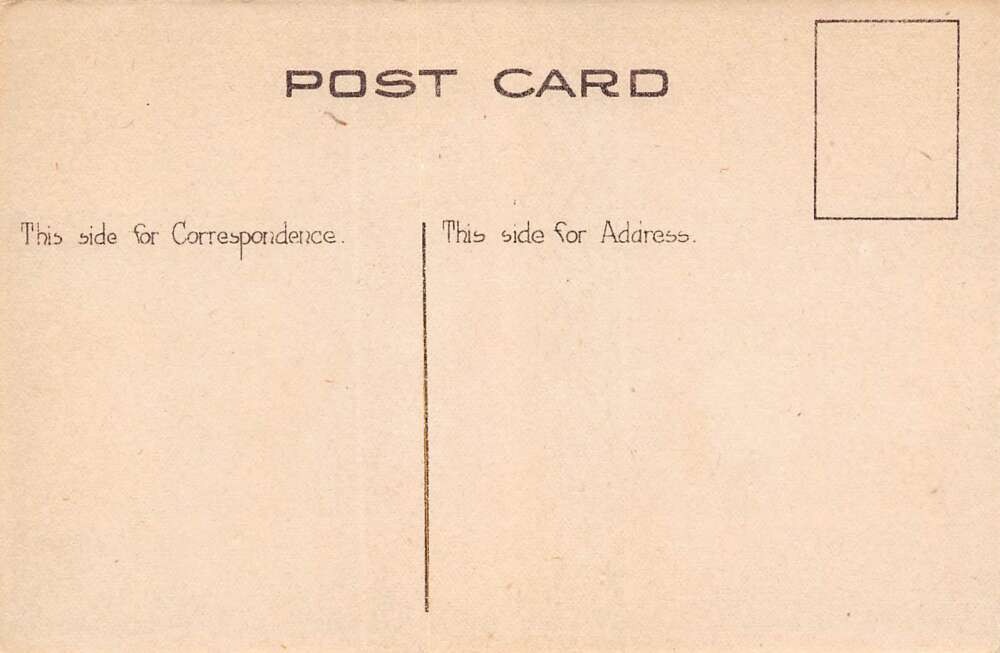 POST CARD
This side for Correspondence.
This side for Address.